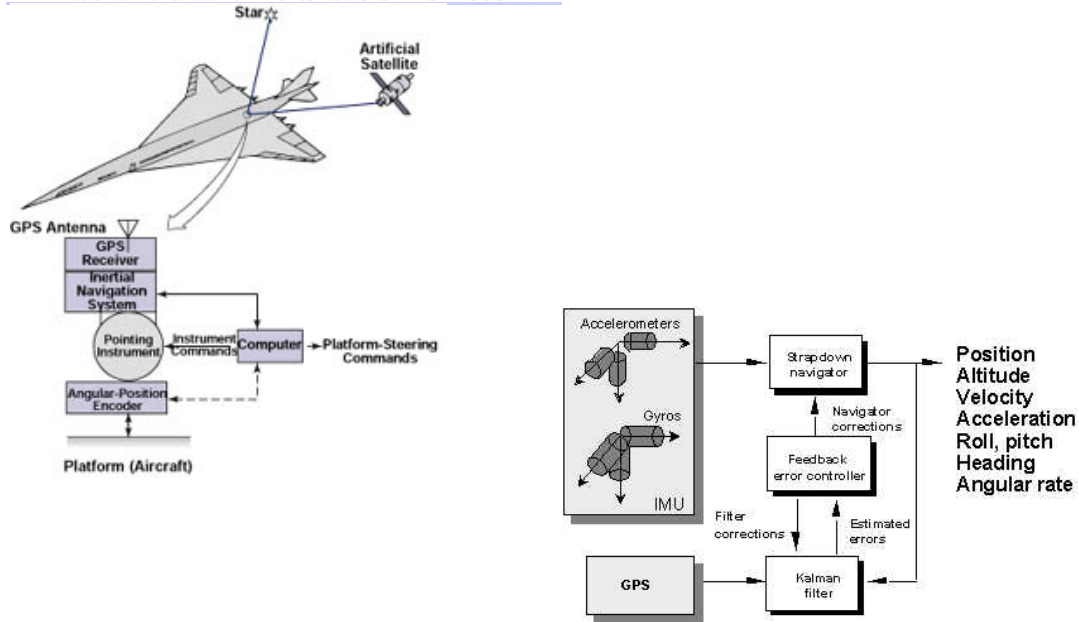 Star
Artificial
Satellite
GPS Antenna
GPS
Receiver
Inertial
Navigation
System
Pointing
Instrument
Instrument
Commands
Computer
Platform-Steering
Commands
Angular-Position
Encoder
Platform (Aircraft)
Accelerometers
Gyros
IMU
GPS
Strapdown
navigator
Navigator
corrections
Feedback
error controller
Filter
corrections
Estimated
errors
Kalman
filter
Position
Altitude
Velocity
Acceleration
Roll, pitch
Heading
Angular rate